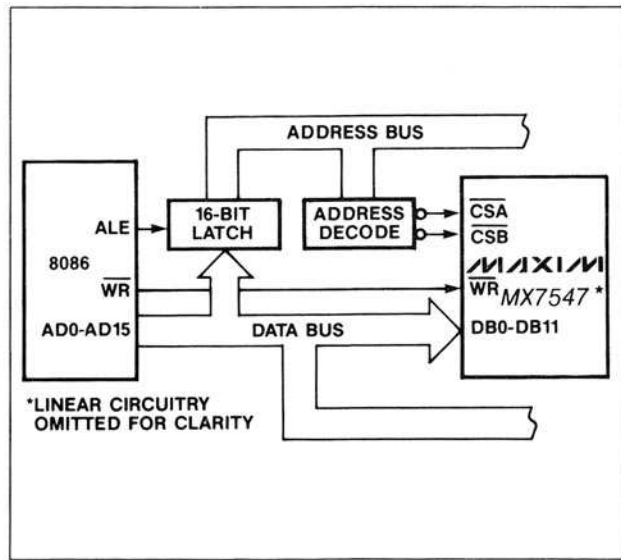 ADDRESS BUS
8086
ALE
16-BIT
LATCH
ADDRESS
DECODE
CSA
CSB
MAXIM
WR
WR
MX7547 *
AD0-AD15
DATA BUS
DB0-DB11
*LINEAR CIRCUITRY
OMITTED FOR CLARITY